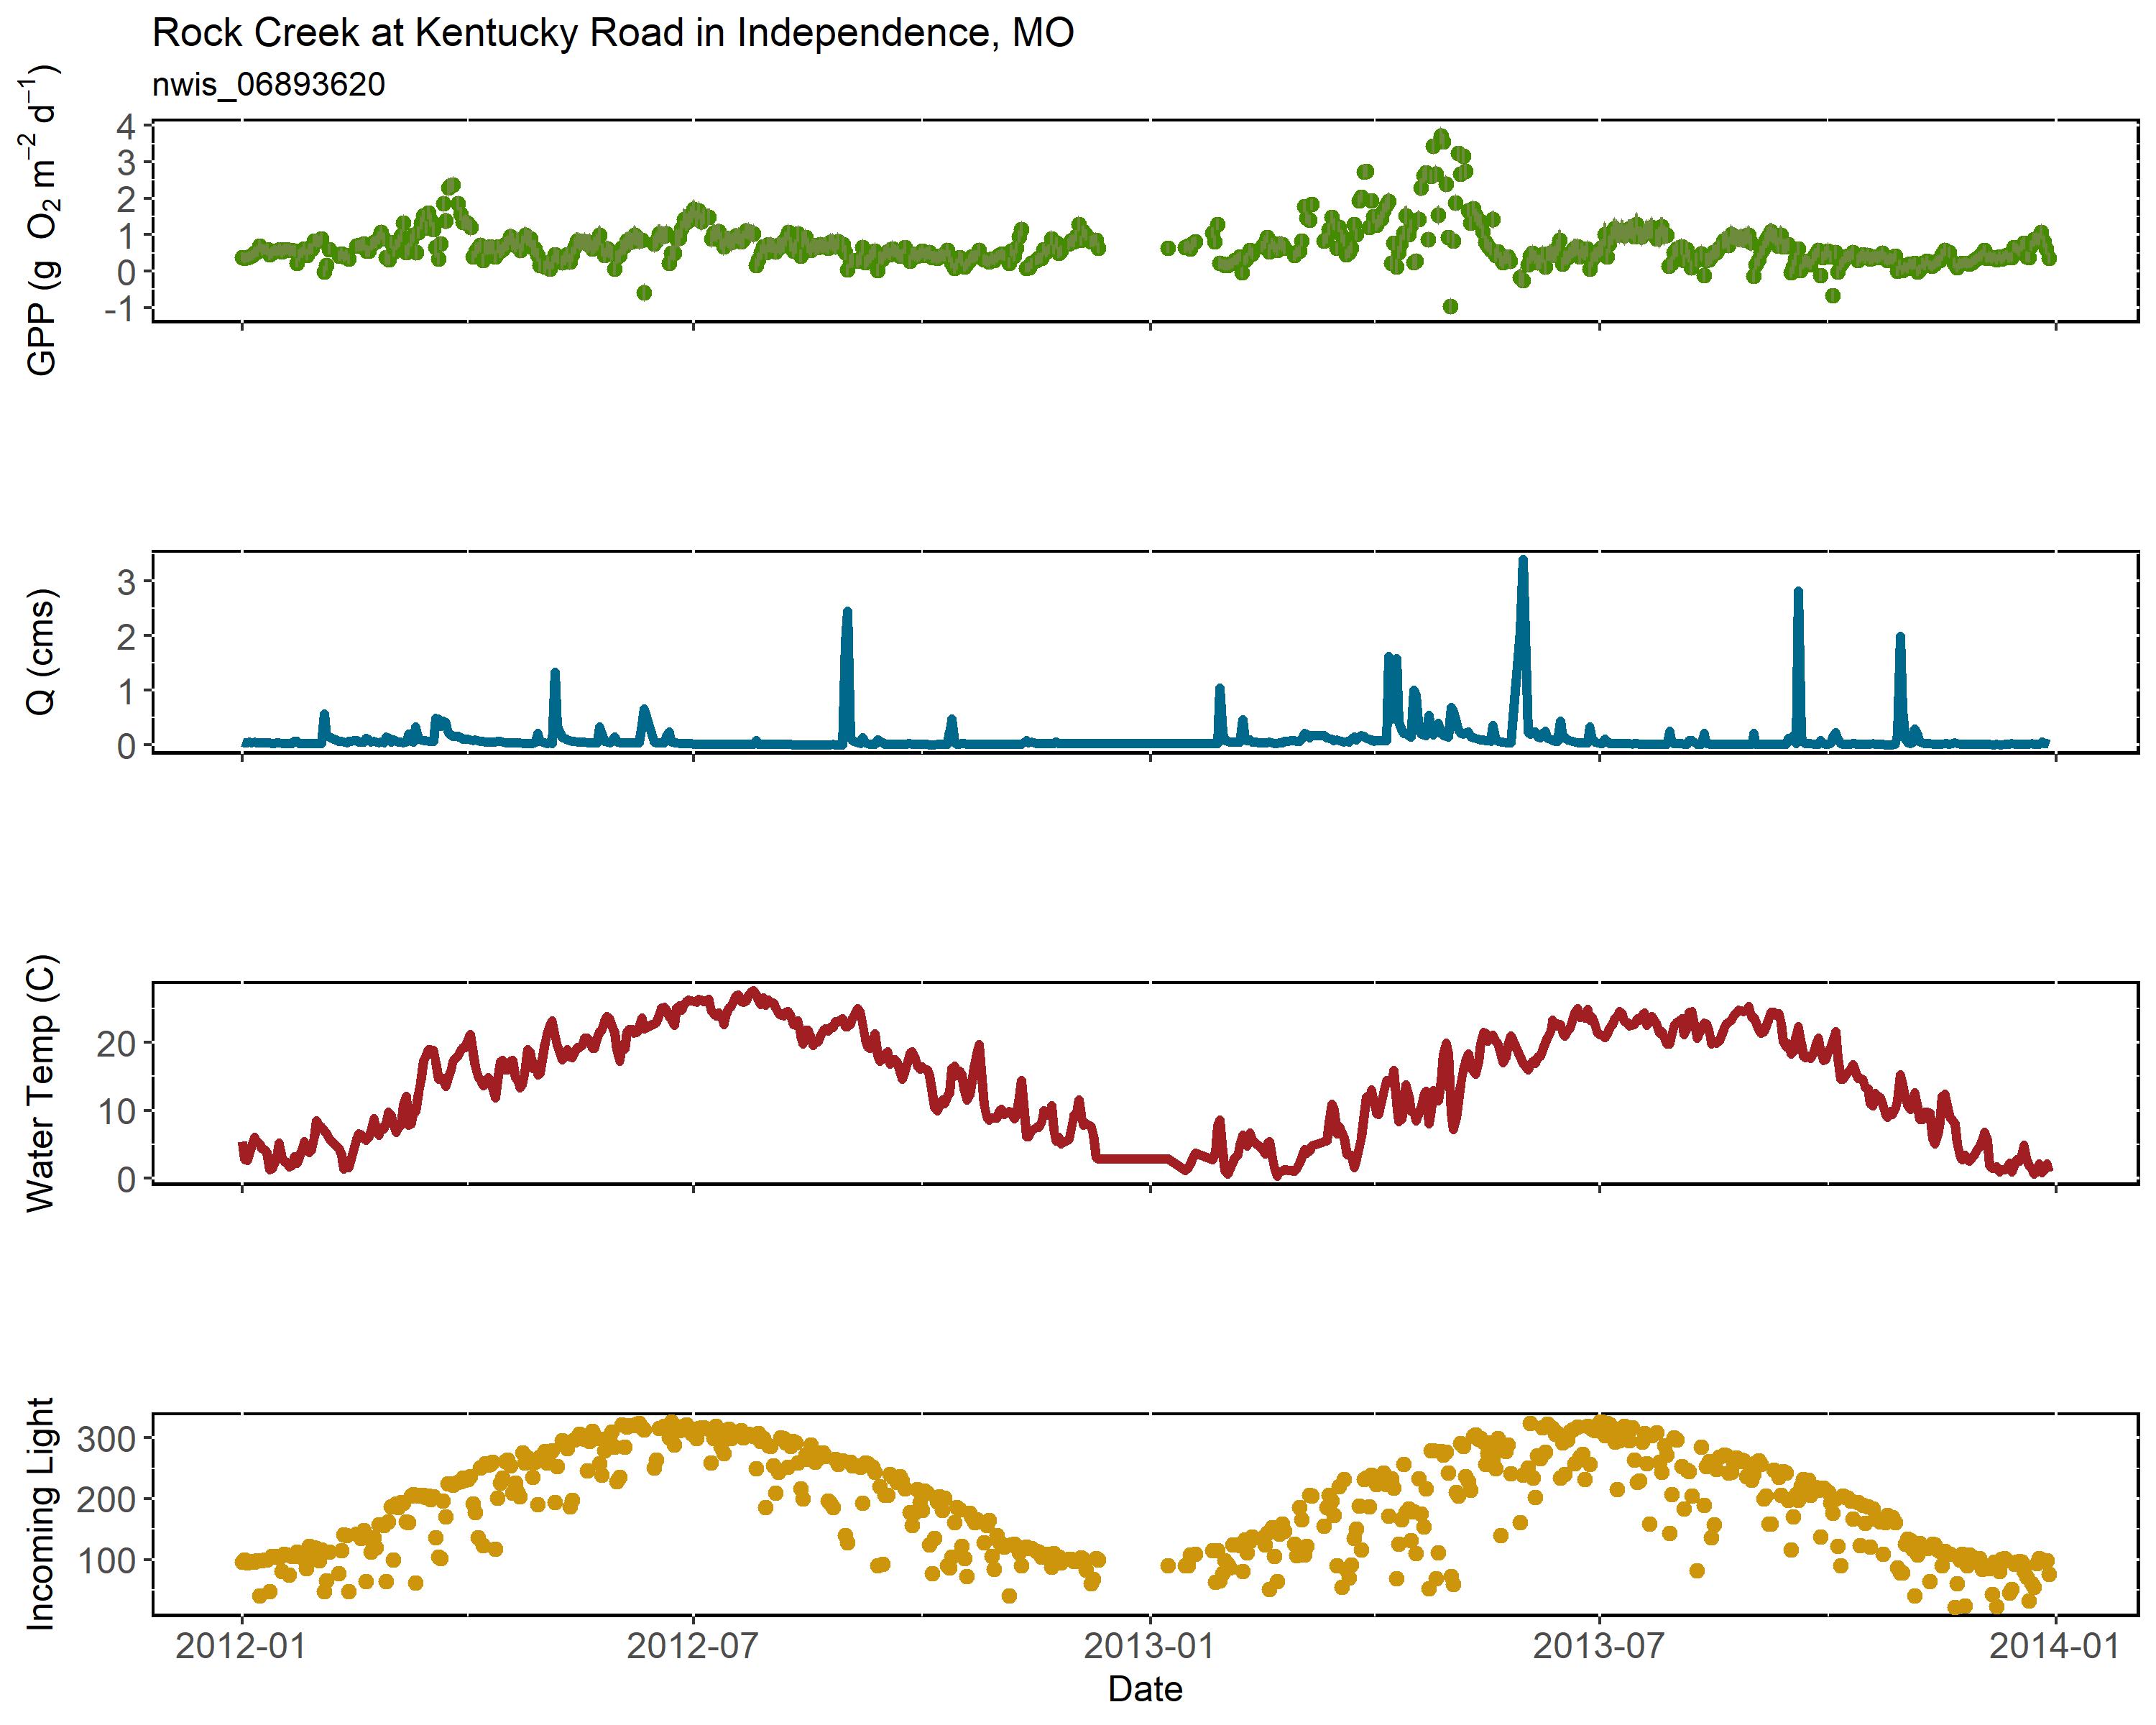 Rock Creek at Kentucky Road in Independence, MO
nwis_06893620
GPP (g O₂ m⁻² d⁻¹)
4
3
2
1
0
-1
Q (cms)
3
2
1
0
Water Temp (C)
20
10
0
Incoming Light
300
200
100
2012-01 2012-07 2013-01 2013-07 2014-01
Date